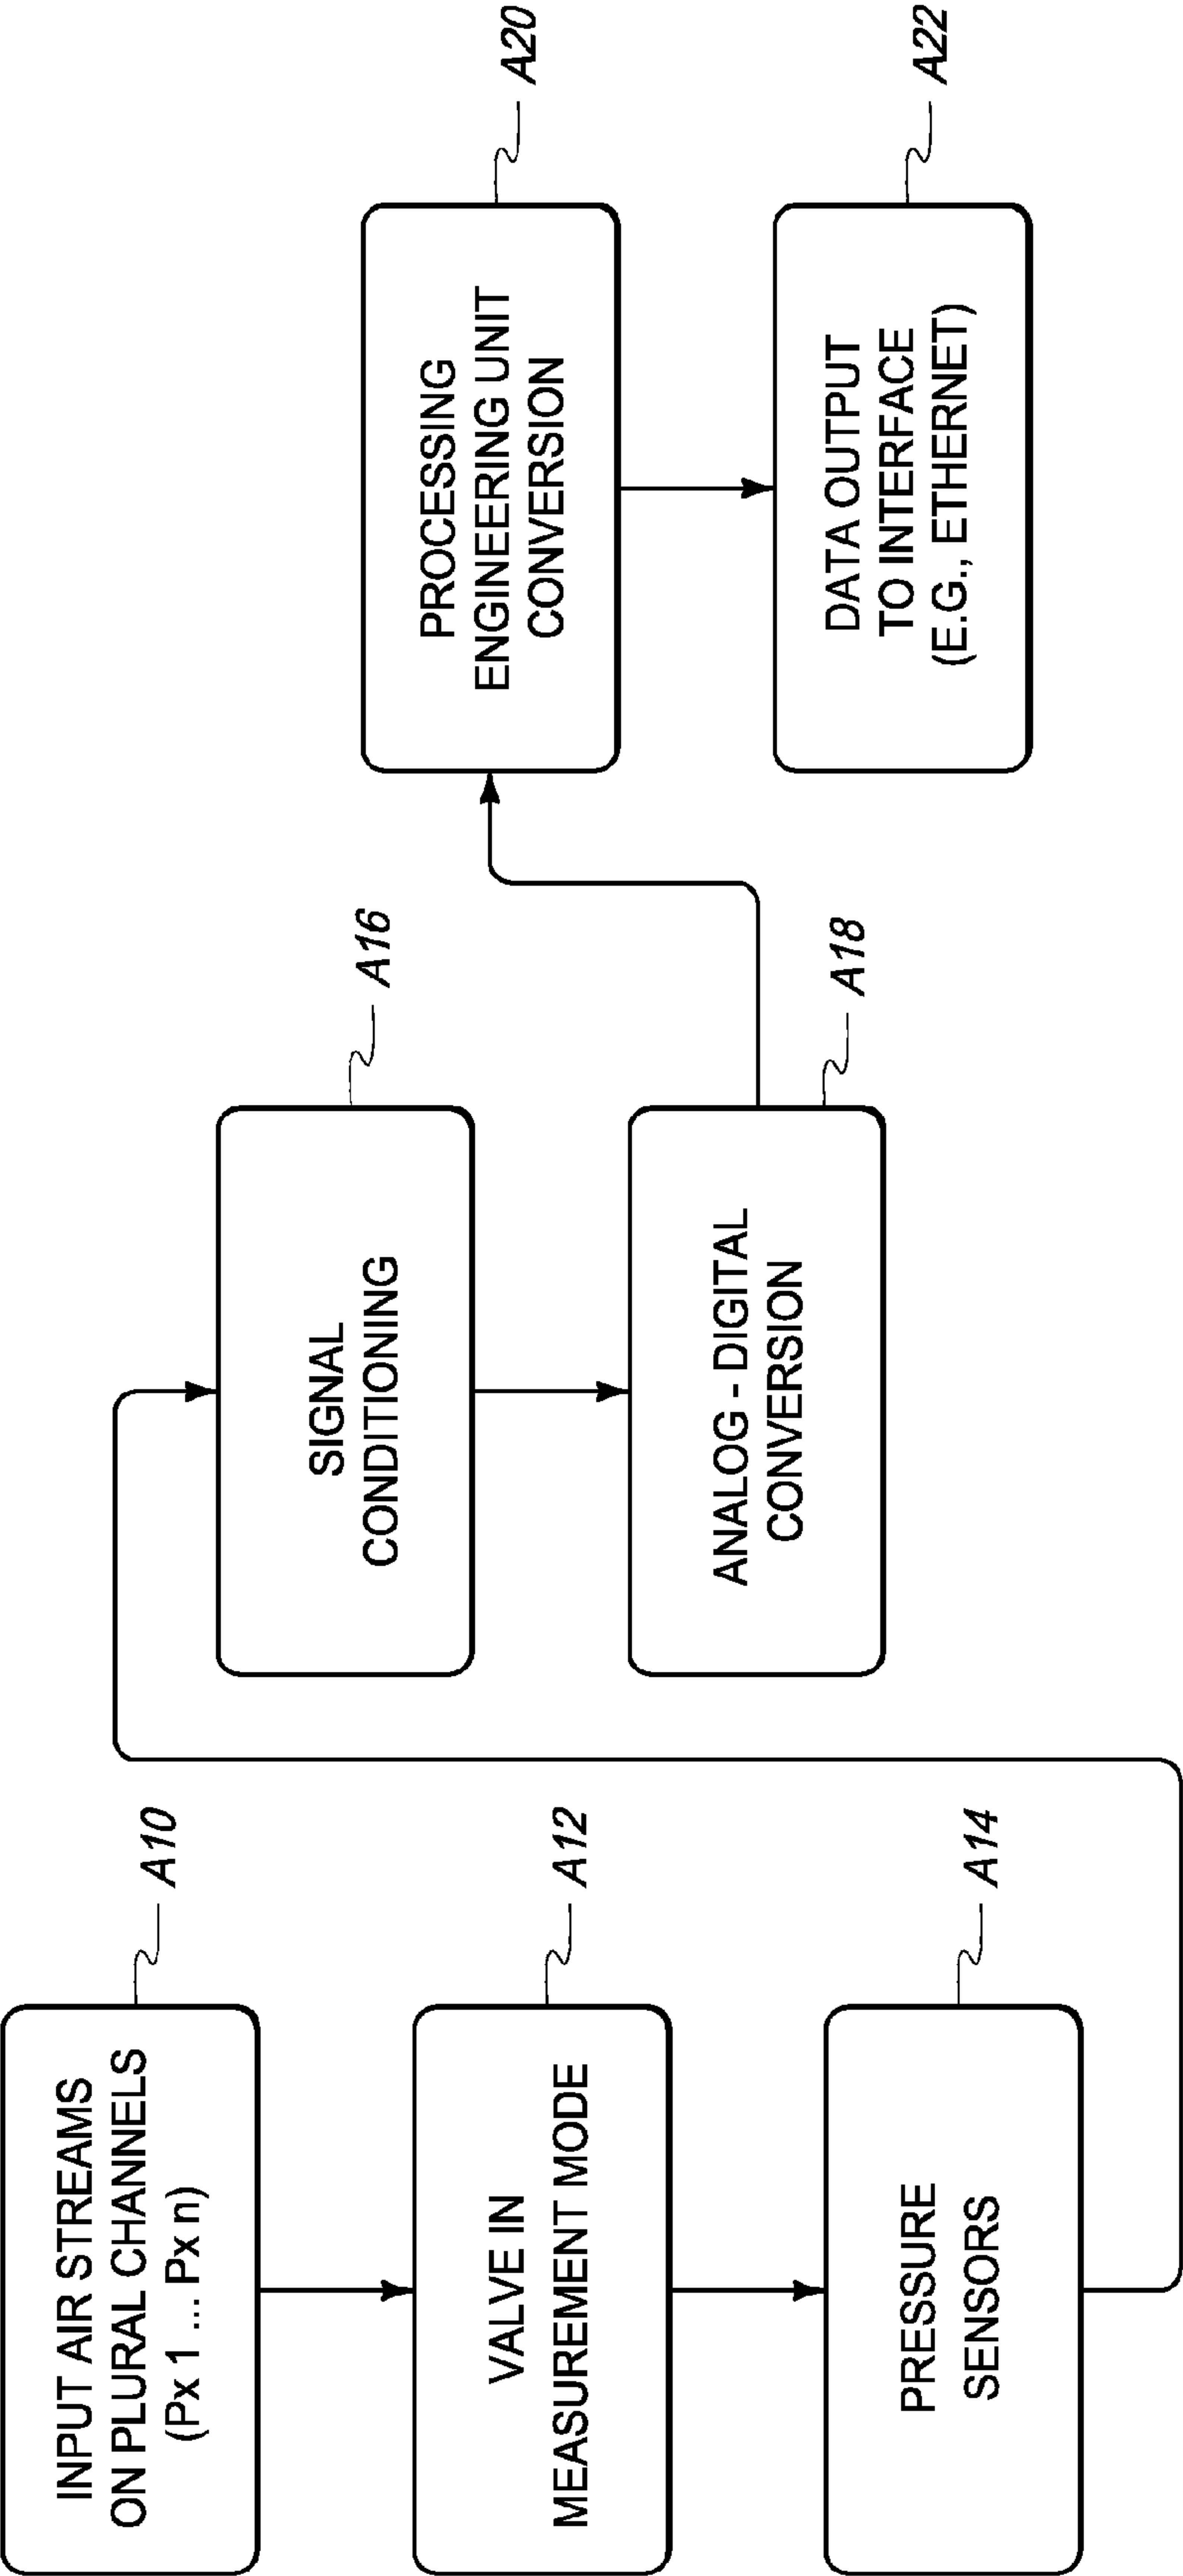 INPUT AIR STREAMS
ON PLURAL CHANNELS
(Px 1 ... Px n)
A10
VALVE IN
MEASUREMENT MODE
A12
PRESSURE
SENSORS
A14
SIGNAL
CONDITIONING
A16
ANALOG - DIGITAL
CONVERSION
A18
PROCESSING
ENGINEERING UNIT
CONVERSION
A20
DATA OUTPUT
TO INTERFACE
(E.G., ETHERNET)
A22